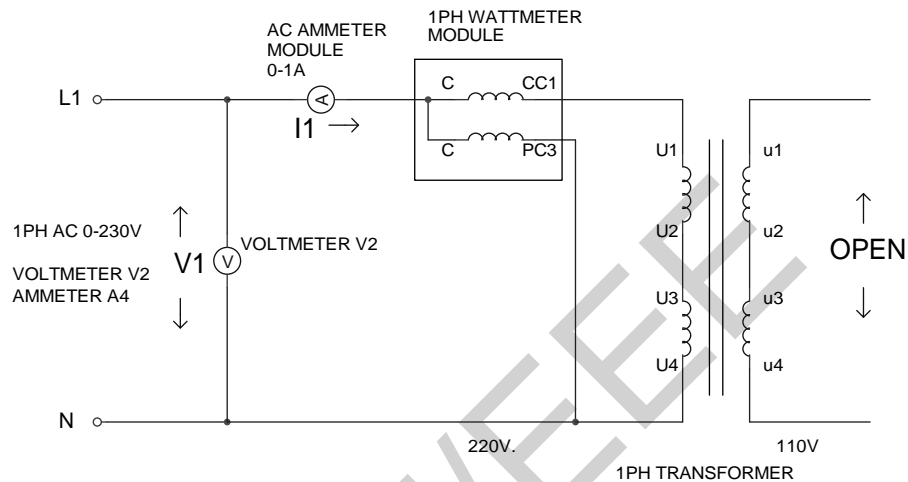 AC AMMETER
MODULE
0-1A
1PH WATTMETER
MODULE
C
CC1
L1
A
I1
C
PC3
U1
u1
U2
u2
1PH AC 0-230V
V1
V
VOLTMETER V2
OPEN
VOLTMETER V2
AMMETER A4
U3
u3
U4
u4
N
220V.
110V
1PH TRANSFORMER